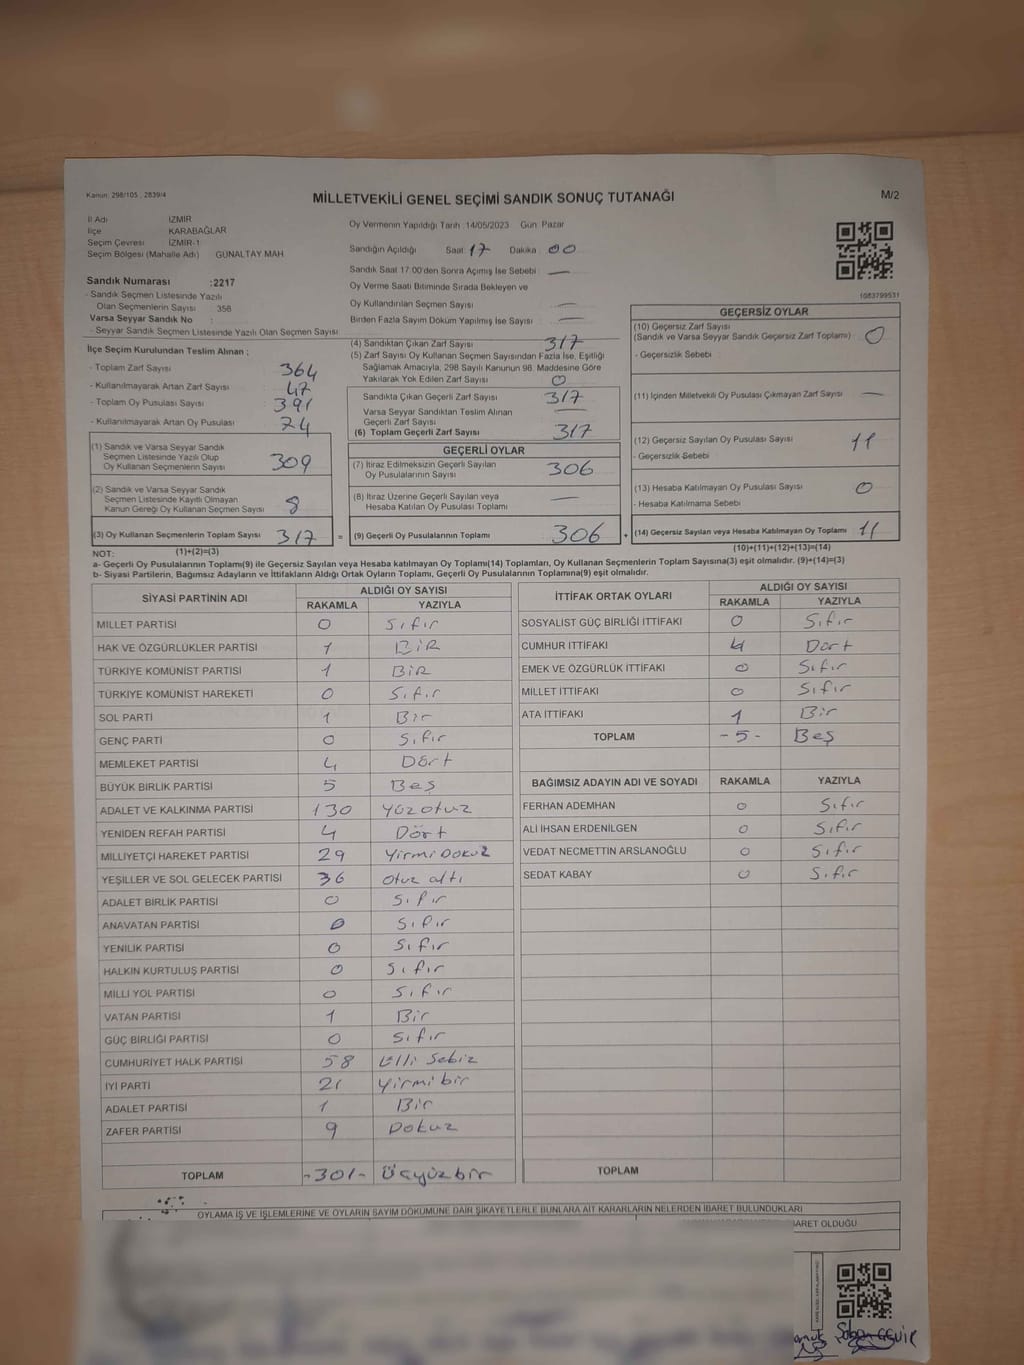 Kanun: 298/105 , 2839/4
MİLLETVEKİLİ GENEL SEÇİMİ SANDIK SONUÇ TUTANAĞI
M/2
İl Adı İZMİR
İlçe KARABAĞLAR
Seçim Çevresi İZMİR-1
Seçim Bölgesi (Mahalle Adı) GÜNALTAY MAH
Sandık Numarası :2217
- Sandık Seçmen Listesinde Yazılı
Olan Seçmenlerin Sayısı 358
Varsa Seyyar Sandık No :
- Seyyar Sandık Seçmen Listesinde Yazılı Olan Seçmen Sayısı
Oy Vermenin Yapıldığı Tarih :14/05/2023 Gün: Pazar
Sandığın Açıldığı Saat: 17 Dakika: 00
Sandık Saat 17:00'den Sonra Açımış İse Sebebi : —
Oy Verme Saati Bitiminde Sırada Bekleyen ve
Oy Kullandırılan Seçmen Sayısı —
Birden Fazla Sayım Döküm Yapılmış İse Sayısı —
1083799531
İlçe Seçim Kurulundan Teslim Alınan ;
- Toplam Zarf Sayısı 364
- Kullanılmayarak Artan Zarf Sayısı 47
- Toplam Oy Pusulası Sayısı 391
- Kullanılmayarak Artan Oy Pusulası 74
(1) Sandık ve Varsa Seyyar Sandık
Seçmen Listesinde Yazılı Olup
Oy Kullanan Seçmenlerin Sayısı 309
(2) Sandık ve Varsa Seyyar Sandık
Seçmen Listesinde Kayıtlı Olmayan
Kanun Gereği Oy Kullanan Seçmen Sayısı 8
(3) Oy Kullanan Seçmenlerin Toplam Sayısı 317 =
(1)+(2)=(3)
(4) Sandıktan Çıkan Zarf Sayısı 317
(5) Zarf Sayısı Oy Kullanan Seçmen Sayısından Fazla İse, Eşitliği
Sağlamak Amacıyla, 298 Sayılı Kanunun 98. Maddesine Göre
Yakılarak Yok Edilen Zarf Sayısı 0
Sandıkta Çıkan Geçerli Zarf Sayısı 317
Varsa Seyyar Sandıktan Teslim Alınan
Geçerli Zarf Sayısı —
(6) Toplam Geçerli Zarf Sayısı 317
GEÇERLİ OYLAR
(7) İtiraz Edilmeksizin Geçerli Sayılan
Oy Pusulalarının Sayısı 306
(8) İtiraz Üzerine Geçerli Sayılan veya
Hesaba Katılan Oy Pusulası Toplamı —
(9) Geçerli Oy Pusulalarının Toplamı 306 +
GEÇERSİZ OYLAR
(10) Geçersiz Zarf Sayısı
(Sandık ve Varsa Seyyar Sandık Geçersiz Zarf Toplamı) 0
- Geçersizlik Sebebi :
(11) İçinden Milletvekili Oy Pusulası Çıkmayan Zarf Sayısı —
(12) Geçersiz Sayılan Oy Pusulası Sayısı 11
- Geçersizlik Sebebi
(13) Hesaba Katılmayan Oy Pusulası Sayısı 0
- Hesaba Katılmama Sebebi
(14) Geçersiz Sayılan veya Hesaba Katılmayan Oy Toplamı 11
(10)+(11)+(12)+(13)=(14)
NOT:
a- Geçerli Oy Pusulalarının Toplamı(9) ile Geçersiz Sayılan veya Hesaba katılmayan Oy Toplamı(14) Toplamları, Oy Kullanan Seçmenlerin Toplam Sayısına(3) eşit olmalıdır. (9)+(14)=(3)
b- Siyasi Partilerin, Bağımsız Adayların ve İttifakların Aldığı Ortak Oyların Toplamı, Geçerli Oy Pusulalarının Toplamına(9) eşit olmalıdır.
SİYASİ PARTİNİN ADI ALDIĞI OY SAYISI
RAKAMLA YAZIYLA
MİLLET PARTİSİ 0 Sıfır
HAK VE ÖZGÜRLÜKLER PARTİSİ 1 BİR
TÜRKİYE KOMÜNİST PARTİSİ 1 BİR
TÜRKİYE KOMÜNİST HAREKETİ 0 Sıfır
SOL PARTİ 1 Bir
GENÇ PARTİ 0 Sıfır
MEMLEKET PARTİSİ 4 Dört
BÜYÜK BİRLİK PARTİSİ 5 Beş
ADALET VE KALKINMA PARTİSİ 130 Yüzotuz
YENİDEN REFAH PARTİSİ 4 Dört
MİLLİYETÇİ HAREKET PARTİSİ 29 Yirmi Dokuz
YEŞİLLER VE SOL GELECEK PARTİSİ 36 Otuz altı
ADALET BİRLİK PARTİSİ 0 Sıfır
ANAVATAN PARTİSİ 0 Sıfır
YENİLİK PARTİSİ 0 Sıfır
HALKIN KURTULUŞ PARTİSİ 0 Sıfır
MİLLİ YOL PARTİSİ 0 Sıfır
VATAN PARTİSİ 1 Bir
GÜÇ BİRLİĞİ PARTİSİ 0 Sıfır
CUMHURİYET HALK PARTİSİ 58 Elli Sekiz
İYİ PARTİ 21 Yirmi bir
ADALET PARTİSİ 1 Bir
ZAFER PARTİSİ 9 Dokuz
TOPLAM -301- Üçyüzbir
İTTİFAK ORTAK OYLARI ALDIĞI OY SAYISI
RAKAMLA YAZIYLA
SOSYALİST GÜÇ BİRLİĞİ İTTİFAKI 0 Sıfır
CUMHUR İTTİFAKI 4 Dört
EMEK VE ÖZGÜRLÜK İTTİFAKI 0 Sıfır
MİLLET İTTİFAKI 0 Sıfır
ATA İTTİFAKI 1 Bir
TOPLAM -5- Beş
BAĞIMSIZ ADAYIN ADI VE SOYADI RAKAMLA YAZIYLA
FERHAN ADEMHAN 0 Sıfır
ALİ İHSAN ERDENİLGEN 0 Sıfır
VEDAT NECMETTİN ARSLANOĞLU 0 Sıfır
SEDAT KABAY 0 Sıfır
TOPLAM
OYLAMA İŞ VE İŞLEMLERİNE VE OYLARIN SAYIM DÖKÜMÜNE DAİR ŞİKAYETLERLE BUNLARA AİT KARARLARIN NELERDEN İBARET BULUNDUKLARI
BARET OLDUĞU